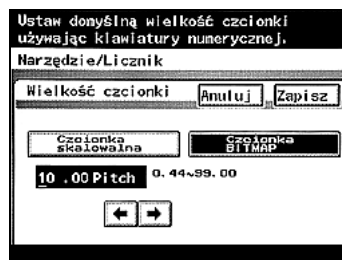 Ustaw domyślną wielkość czcionki
używając klawiatury numerycznej.
Narzędzie/Licznik
Wielkość czcionki Anuluj Zapisz
Czcionka Czcionka
skalowalna BITMAP
10 .00 Pitch 0.44~99.00